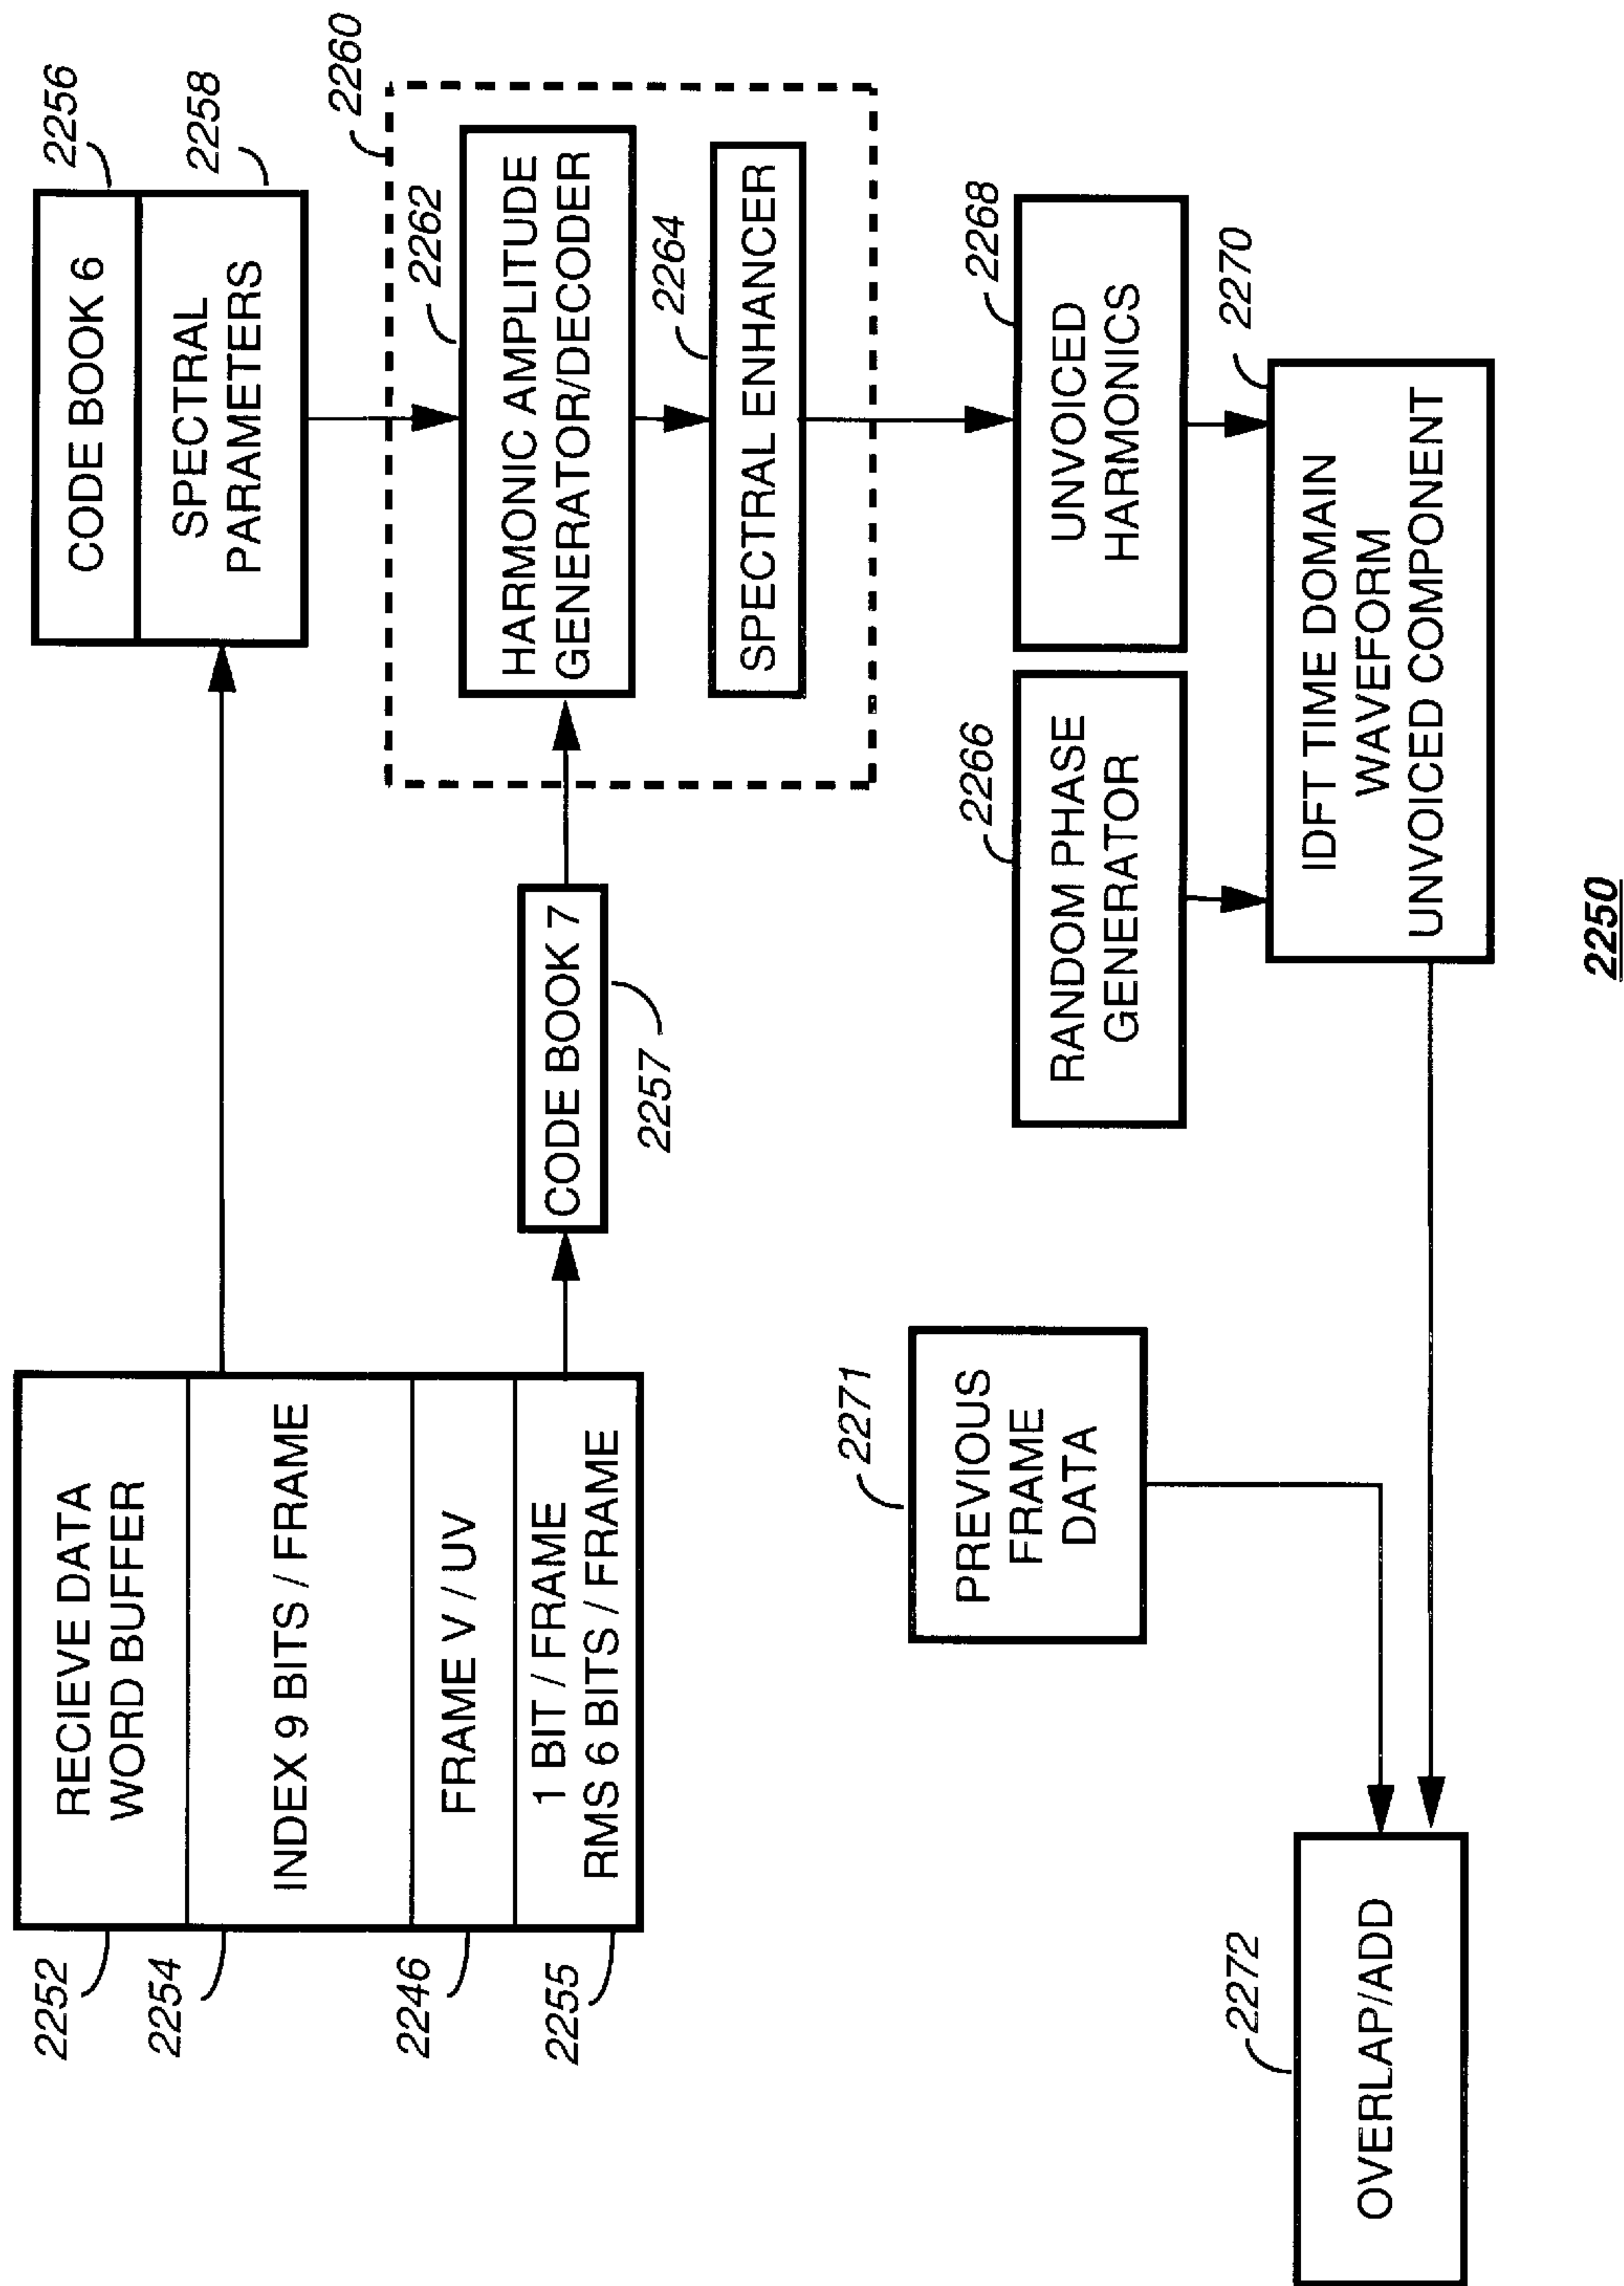 2252
RECIEVE DATA
WORD BUFFER
2254
INDEX 9 BITS / FRAME
2246
FRAME V / UV
2255
1 BIT / FRAME
RMS 6 BITS / FRAME
CODE BOOK 6
2256
SPECTRAL
PARAMETERS
2258
CODE BOOK 7
2257
2260
2262
HARMONIC AMPLITUDE
GENERATOR/DECODER
2264
SPECTRAL ENHANCER
2266
RANDOM PHASE
GENERATOR
2268
UNVOICED
HARMONICS
2270
IDFT TIME DOMAIN
WAVEFORM
UNVOICED COMPONENT
2271
PREVIOUS
FRAME
DATA
2272
OVERLAP/ADD
2250